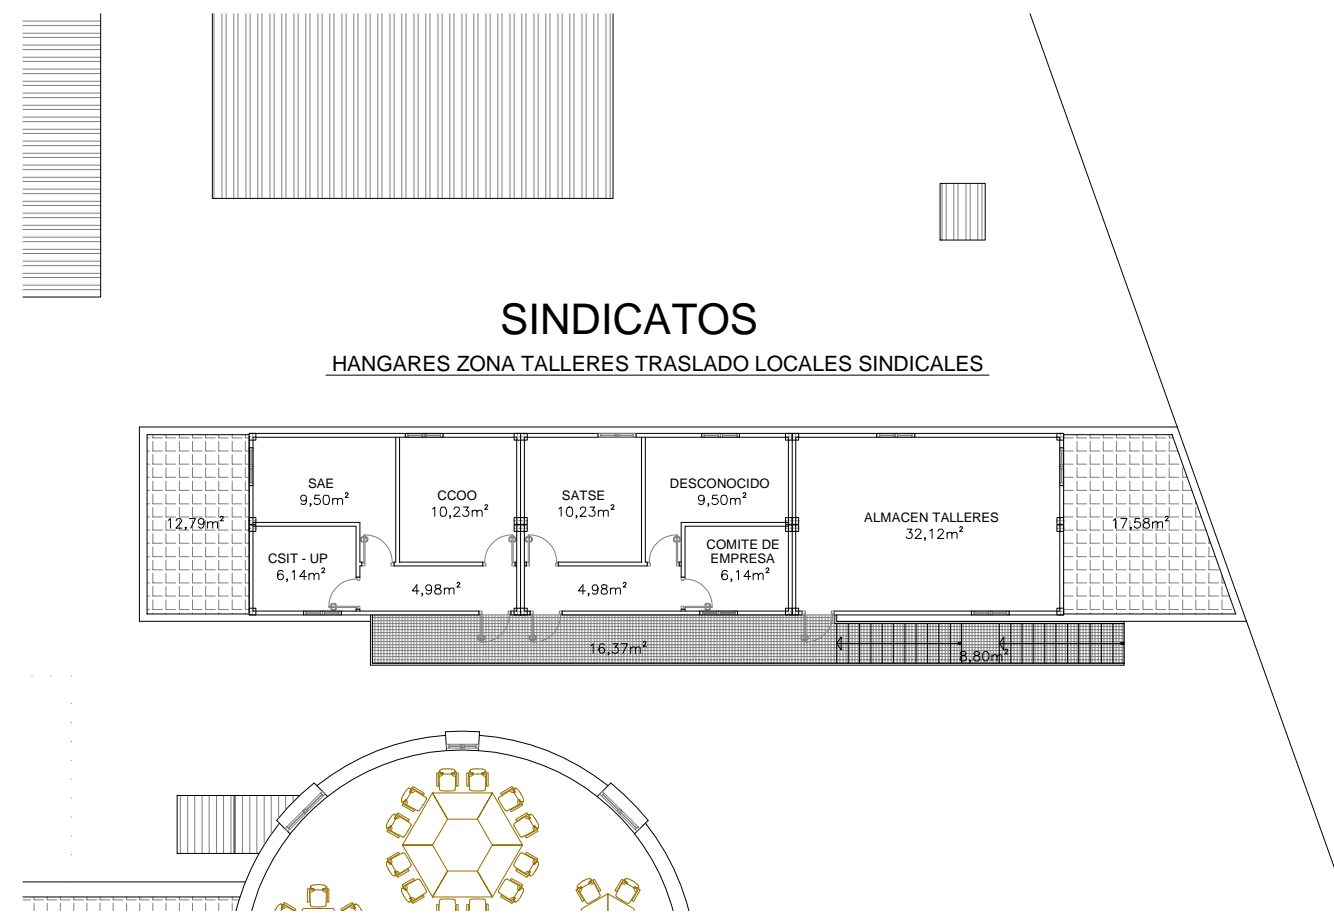 SINDICATOS
HANGARES ZONA TALLERES TRASLADO LOCALES SINDICALES
SAE
9,50m²
CCOO
10,23m²
SATSE
10,23m²
DESCONOCIDO
9,50m²
ALMACEN TALLERES
32,12m²
12,79m²
17,58m²
CSIT - UP
6,14m²
COMITE DE
EMPRESA
6,14m²
4,98m²
4,98m²
16,37m²
8,80m²